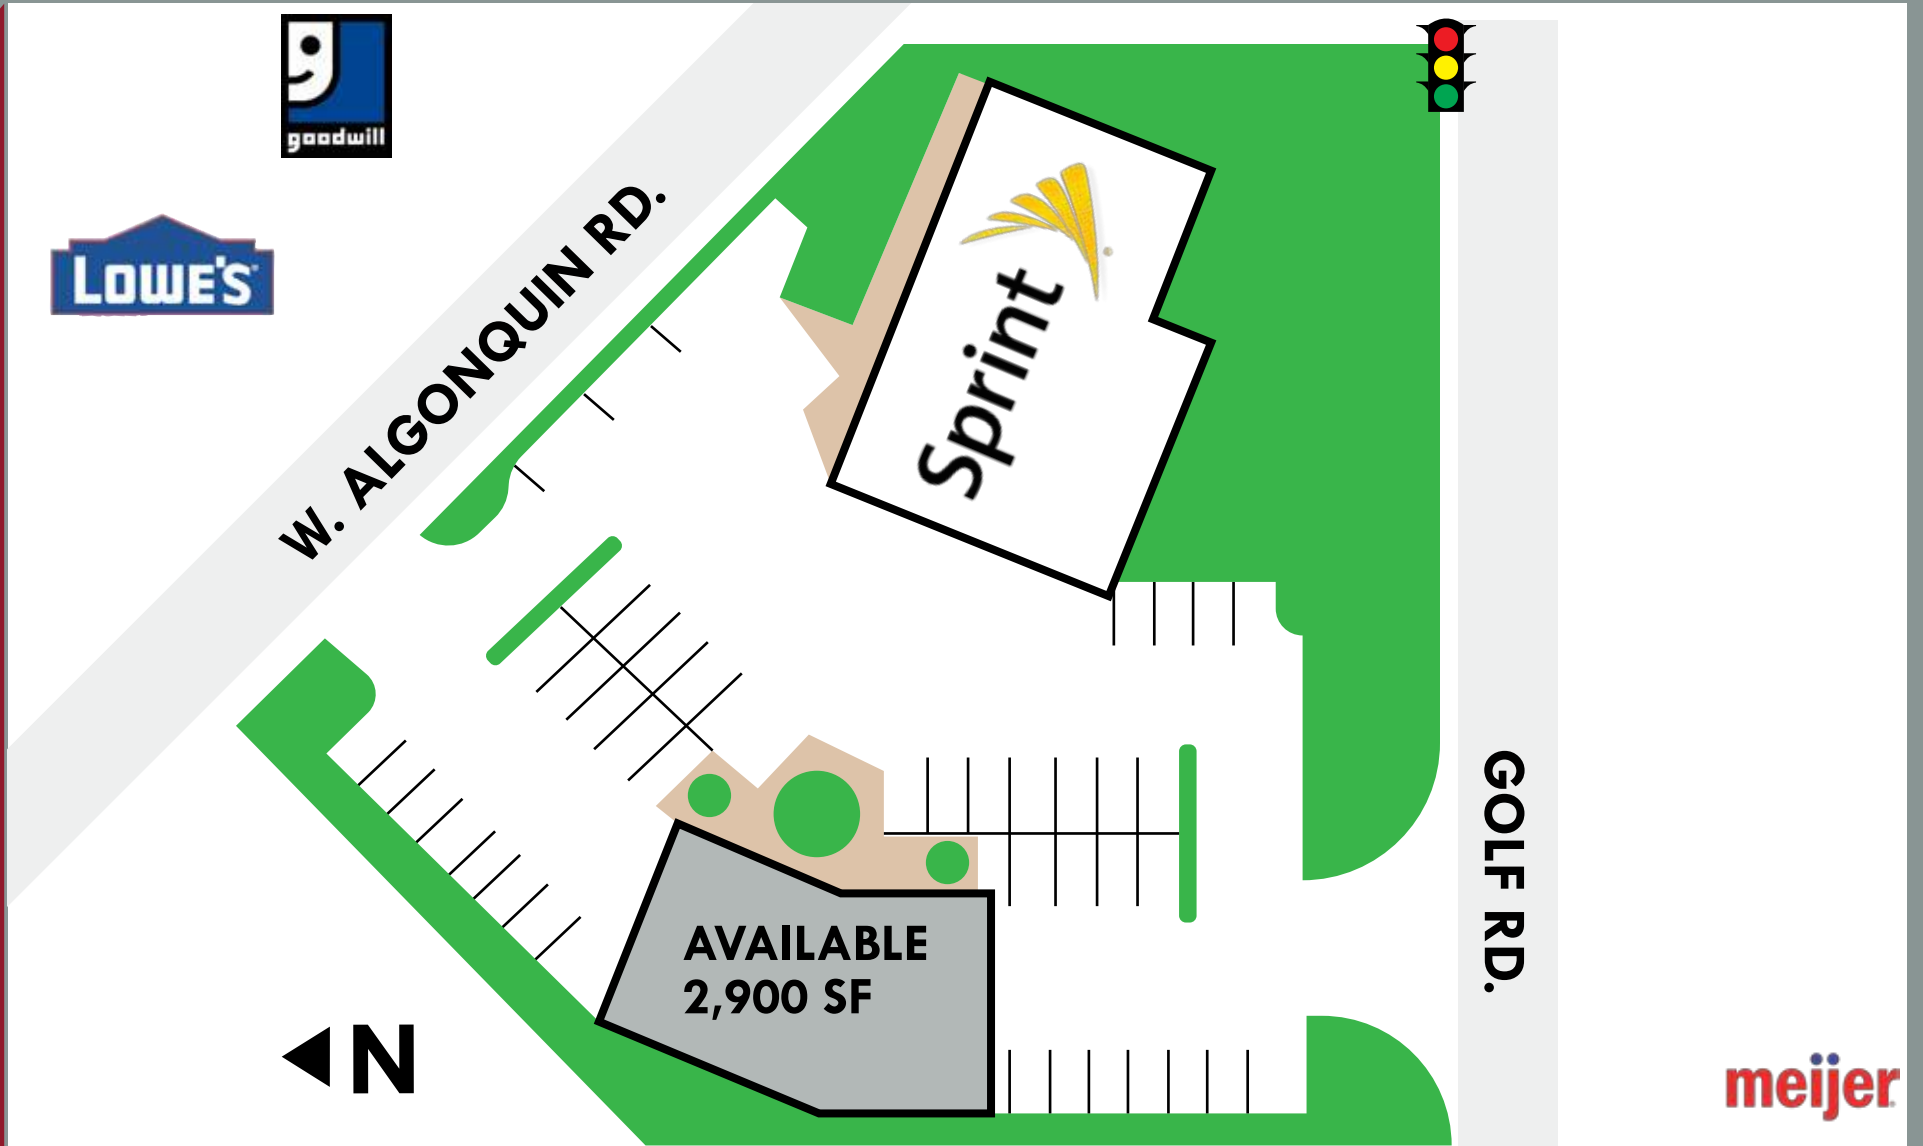 goodwill
LOWE'S
W. ALGONQUIN RD.
Sprint
GOLF RD.
AVAILABLE
2,900 SF
N
meijer